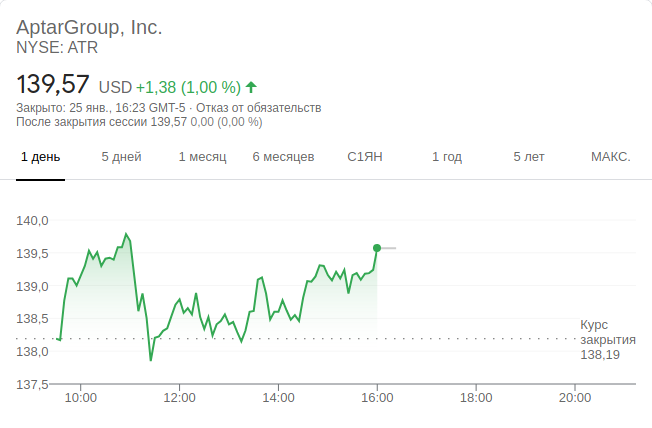 AptarGroup, Inc.
NYSE: ATR
139,57 USD +1,38 (1,00 %)
Закрыто: 25 янв., 16:23 GMT-5 · Отказ от обязательств
После закрытия сессии 139,57 0,00 (0,00 %)
1 день 5 дней 1 месяц 6 месяцев С1ЯН 1 год 5 лет МАКС.
140,0
139,5
139,0
138,5
138,0
137,5
Курс
закрытия
138,19
10:00 12:00 14:00 16:00 18:00 20:00